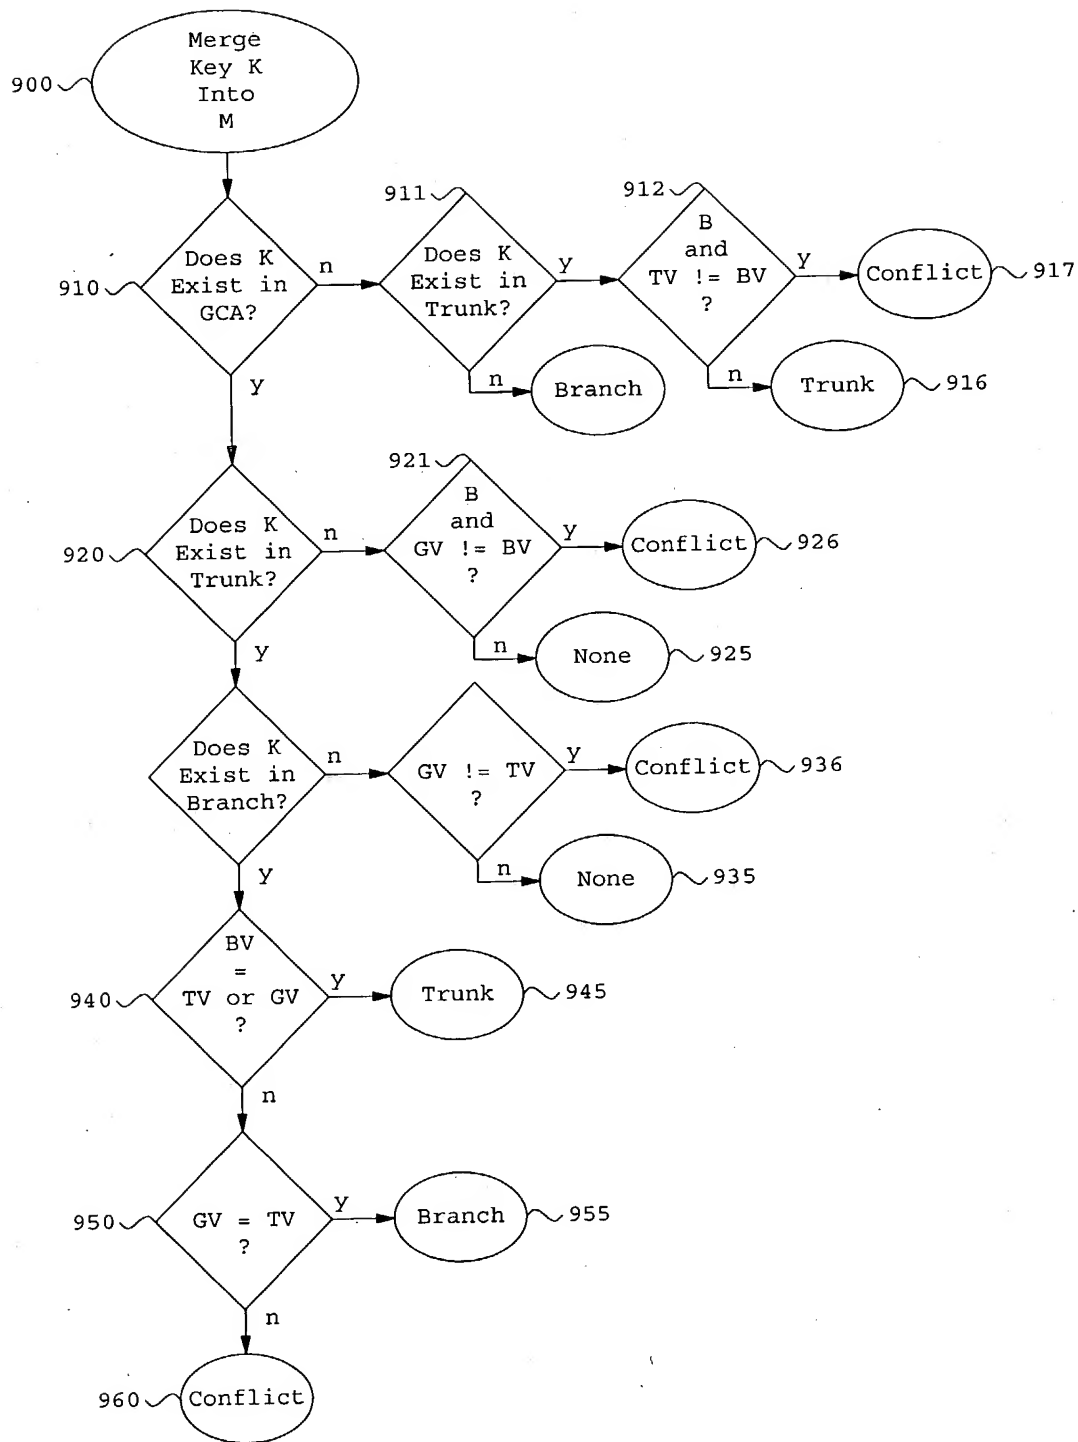 Merge
Key K
Into
M
900
Does K
Exist in
GCA?
910
n
y
911
Does K
Exist in
Trunk?
y
n
Branch
912
B
and
TV != BV
?
y
Conflict
917
n
Trunk
916
920
Does K
Exist in
Trunk?
n
y
921
B
and
GV != BV
?
y
Conflict
926
n
None
925
Does K
Exist in
Branch?
n
y
GV != TV
?
y
Conflict
936
n
None
935
940
BV
=
TV or GV
?
y
Trunk
945
n
950
GV = TV
?
y
Branch
955
n
960
Conflict